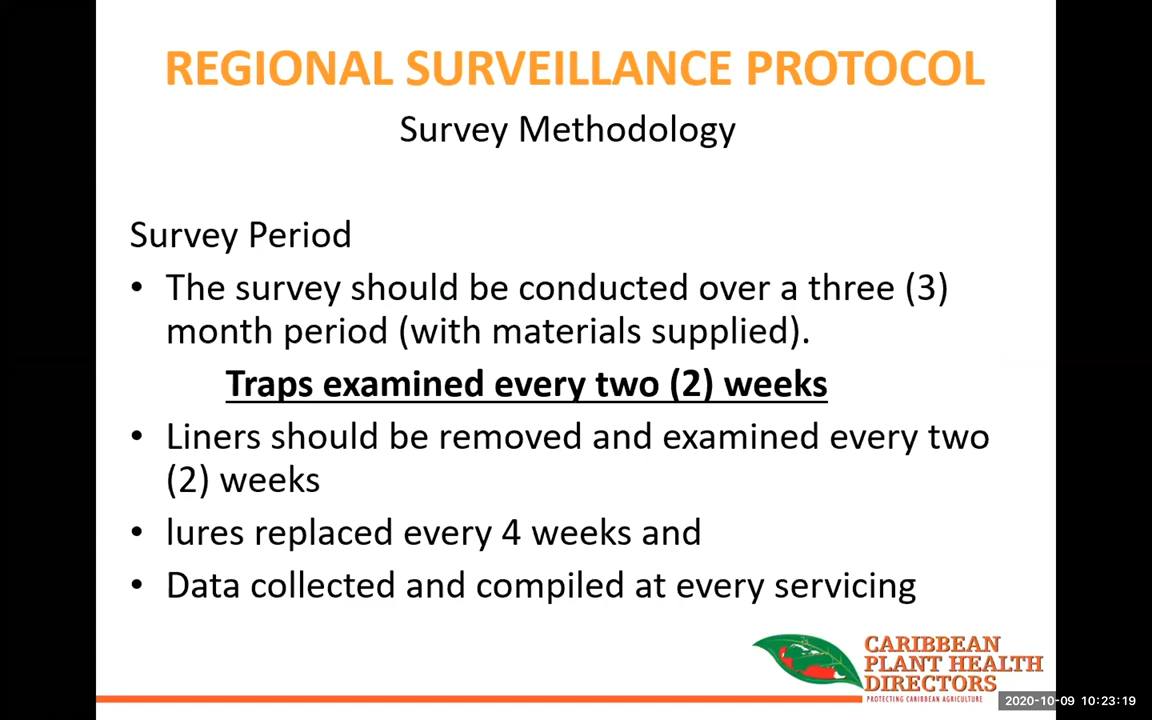 REGIONAL SURVEILLANCE PROTOCOL
Survey Methodology
Survey Period
• The survey should be conducted over a three (3)
month period (with materials supplied).
Traps examined every two (2) weeks
• Liners should be removed and examined every two
(2) weeks
• lures replaced every 4 weeks and
• Data collected and compiled at every servicing
CARIBBEAN
PLANT HEALTH
DIRECTORS
PROTECTING CARIBBEAN AGRICULTURE
2020-10-09 10:23:19